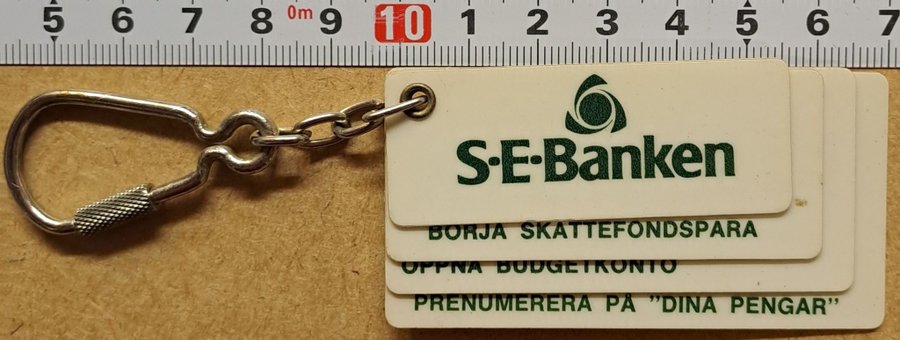 5 6 7 8 0m 9 10 1 2 3 4 5 6 7
S·E·Banken
BÖRJA SKATTEFONDSPARA
ÖPPNA BUDGETKONTO
PRENUMERERA PÅ "DINA PENGAR"